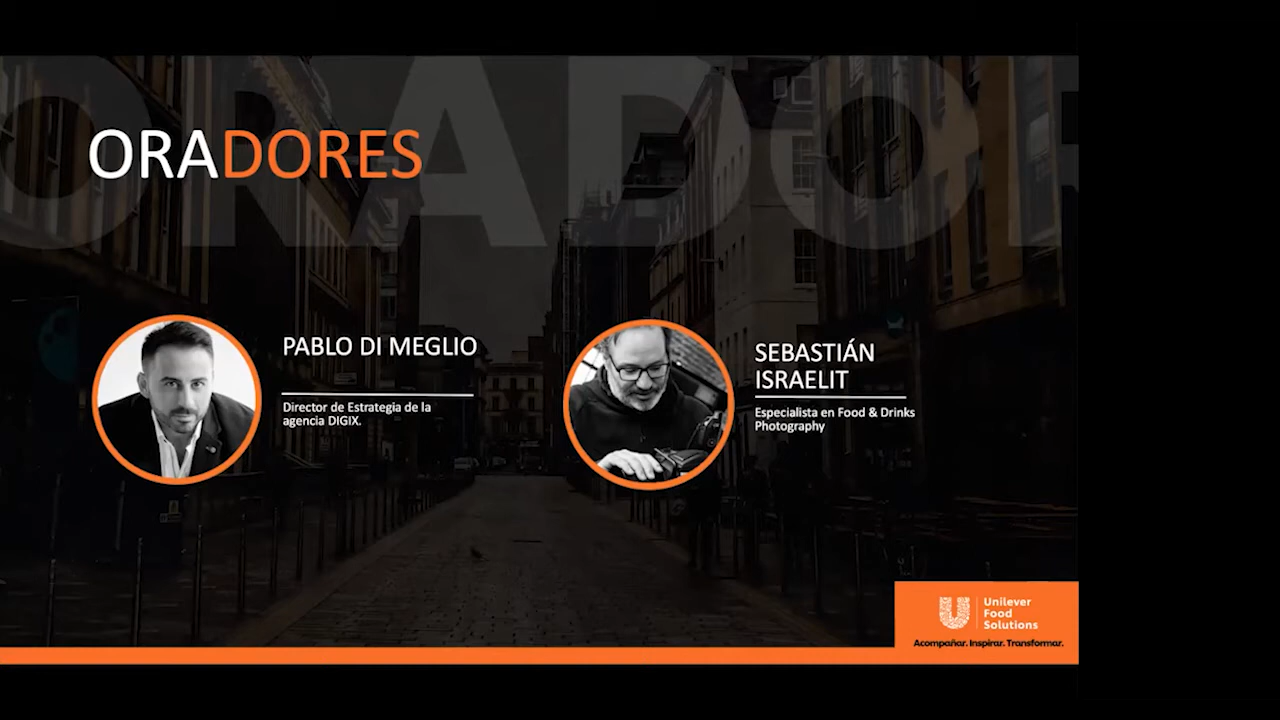 ORADOR
ORADORES
PABLO DI MEGLIO
Director de Estrategia de la
agencia DIGIX.
SEBASTIÁN
ISRAELIT
Especialista en Food & Drinks
Photography
Unilever
Food
Solutions
Acompañar. Inspirar. Transformar.